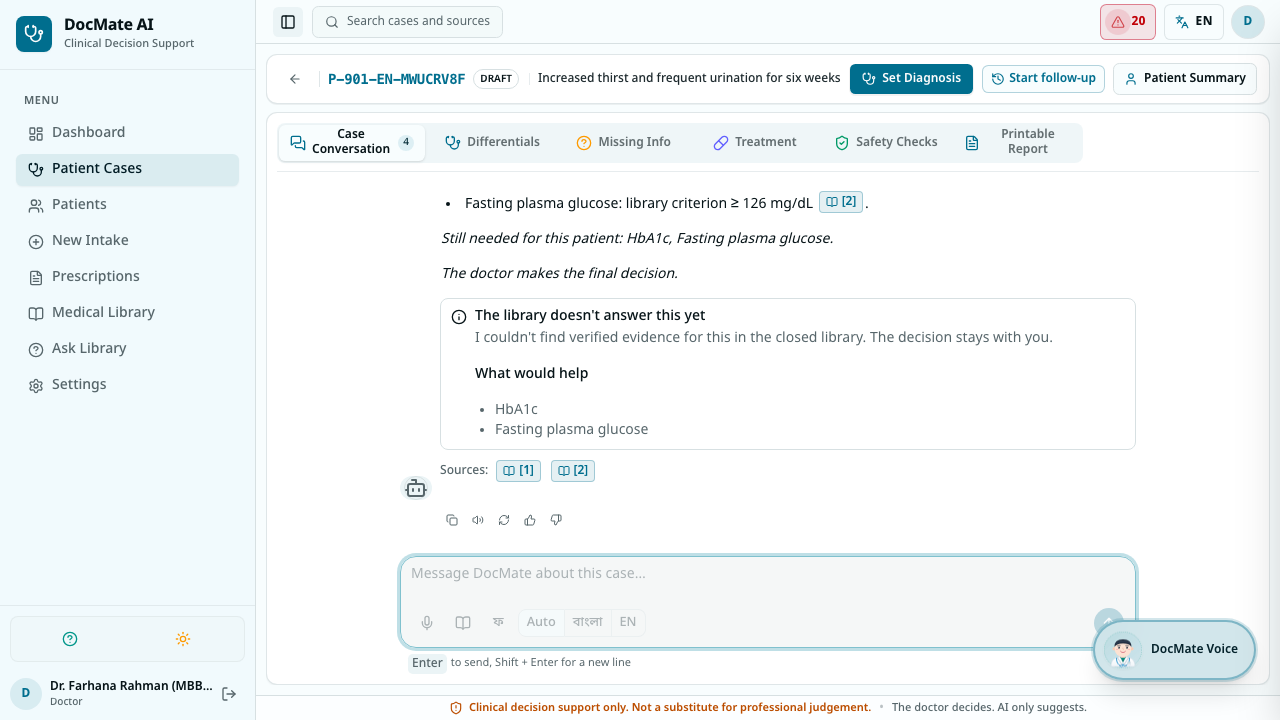 DocMate AI
Clinical Decision Support
MENU
Dashboard
Patient Cases
Patients
New Intake
Prescriptions
Medical Library
Ask Library
Settings
D
Dr. Farhana Rahman (MBB...
Doctor
Search cases and sources
20
EN
D
P-901-EN-MWUCRV8F
DRAFT
Increased thirst and frequent urination for six weeks
Set Diagnosis
Start follow-up
Patient Summary
Case Conversation 4
Differentials
Missing Info
Treatment
Safety Checks
Printable Report
• Fasting plasma glucose: library criterion ≥ 126 mg/dL [2] .
Still needed for this patient: HbA1c, Fasting plasma glucose.
The doctor makes the final decision.
The library doesn't answer this yet
I couldn't find verified evidence for this in the closed library. The decision stays with you.
What would help
• HbA1c
• Fasting plasma glucose
Sources: [1] [2]
Message DocMate about this case...
ফ Auto বাংলা EN
Enter to send, Shift + Enter for a new line
DocMate Voice
Clinical decision support only. Not a substitute for professional judgement. • The doctor decides. AI only suggests.